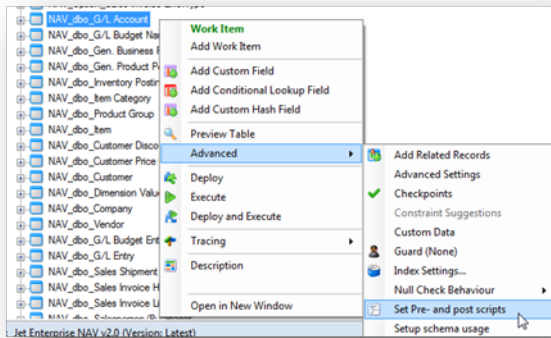 NAV_dbo_G/L Account
NAV_dbo_G/L Budget Na
NAV_dbo_Gen. Business
NAV_dbo_Gen. Product P
NAV_dbo_Inventory Postin
NAV_dbo_Item Category
NAV_dbo_Product Group
NAV_dbo_Item
NAV_dbo_Customer Disco
NAV_dbo_Customer Price
NAV_dbo_Customer
NAV_dbo_Dimension Valu
NAV_dbo_Company
NAV_dbo_Vendor
NAV_dbo_G/L Budget Ent
NAV_dbo_G/L Entry
NAV_dbo_Sales Shipment
NAV_dbo_Sales Invoice H
NAV_dbo_Sales Invoice Li
Jet Enterprise NAV v2.0 (Version: Latest)
Work Item
Add Work Item
Add Custom Field
Add Conditional Lookup Field
Add Custom Hash Field
Preview Table
Advanced
Deploy
Execute
Deploy and Execute
Tracing
Description
Open in New Window
Add Related Records
Advanced Settings
Checkpoints
Constraint Suggestions
Custom Data
Guard (None)
Index Settings...
Null Check Behaviour
Set Pre- and post scripts
Setup schema usage